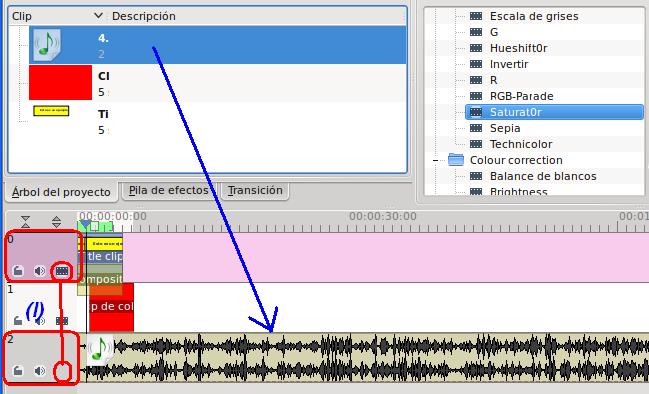 Clip Descripción
4.
2
Cl
5 :
Ti
5 :
Árbol del proyecto Pila de efectos Transición
Escala de grises
G
Hueshift0r
Invertir
R
RGB-Parade
Saturat0r
Sepia
Technicolor
Colour correction
Balance de blancos
Brightness
00:00:00:00 00:00:30:00 00:01
0
tle clip
omposit
1
(I)
p de col
2